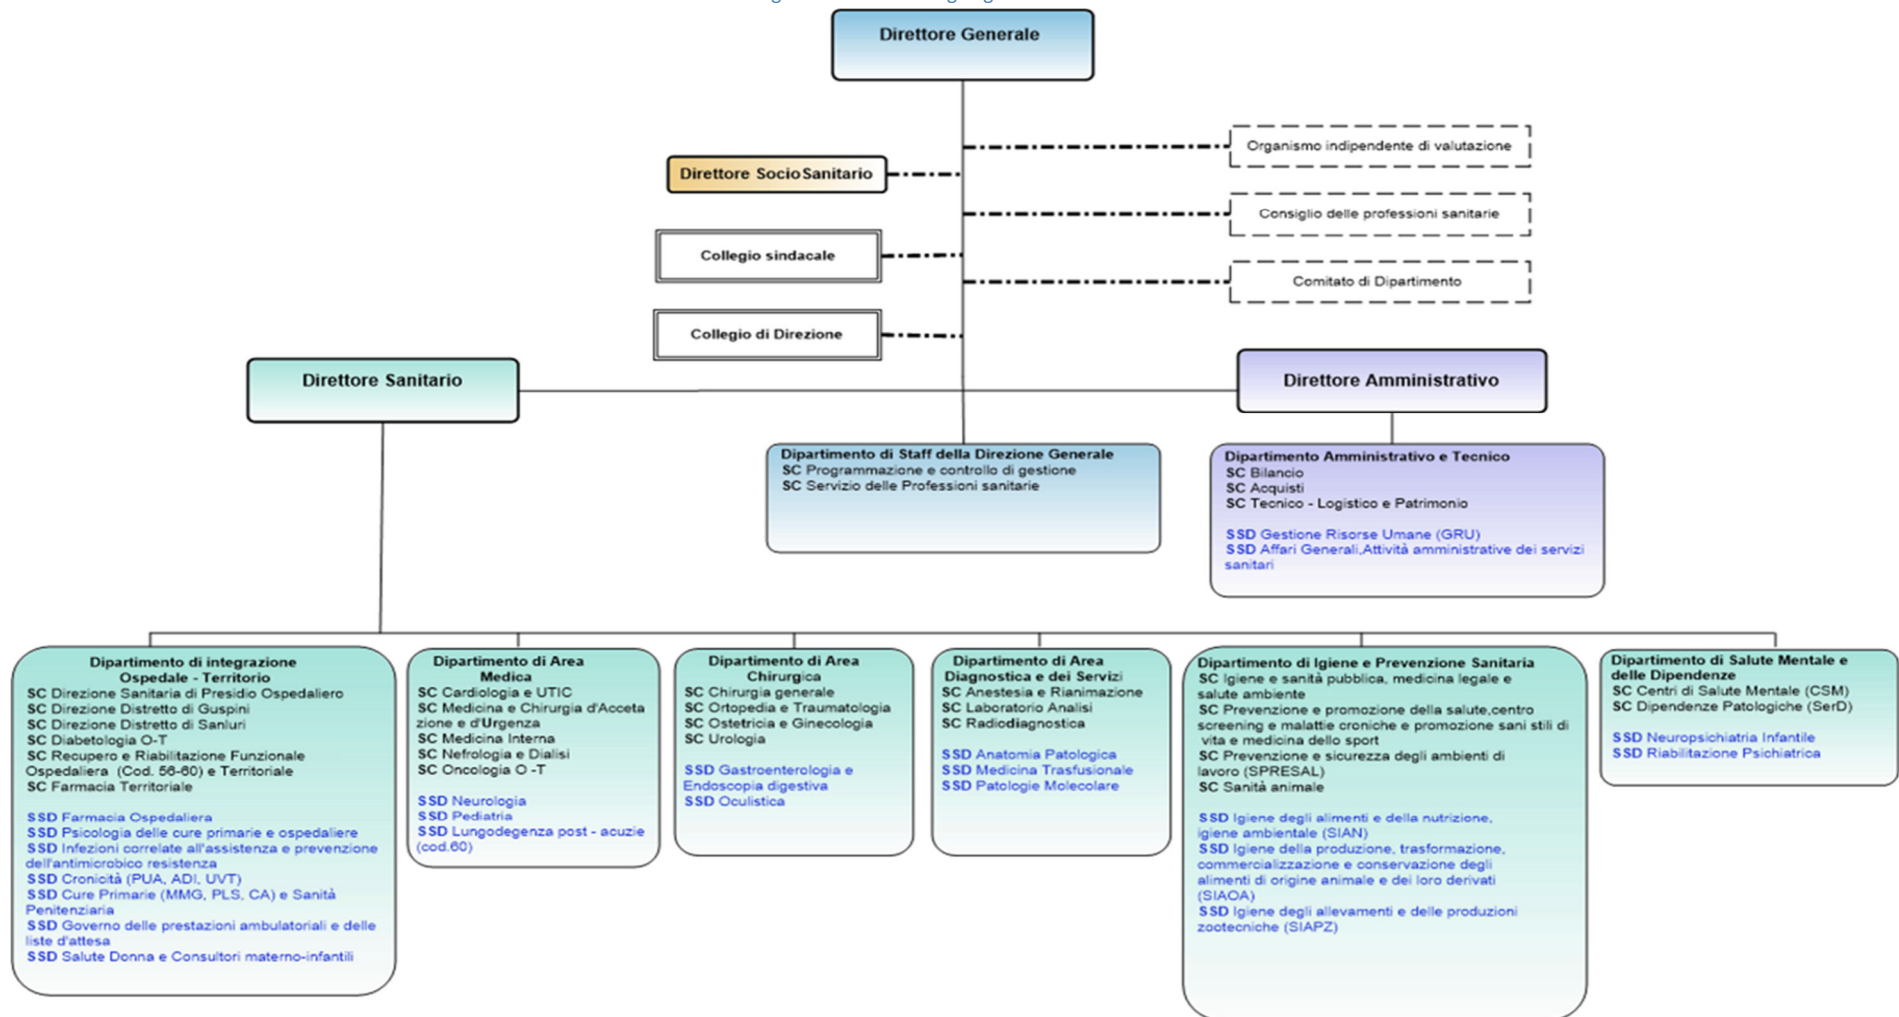 Direttore Generale
Organismo indipendente di valutazione
Direttore SocioSanitario
Consiglio delle professioni sanitarie
Collegio sindacale
Comitato di Dipartimento
Collegio di Direzione
Direttore Sanitario
Direttore Amministrativo
Dipartimento di Staff della Direzione Generale
SC Programmazione e controllo di gestione
SC Servizio delle Professioni sanitarie
Dipartimento Amministrativo e Tecnico
SC Bilancio
SC Acquisti
SC Tecnico - Logistico e Patrimonio
SSD Gestione Risorse Umane (GRU)
SSD Affari Generali,Attività amministrative dei servizi
sanitari
Dipartimento di integrazione
Ospedale - Territorio
SC Direzione Sanitaria di Presidio Ospedaliero
SC Direzione Distretto di Guspini
SC Direzione Distretto di Sanluri
SC Diabetologia O-T
SC Recupero e Riabilitazione Funzionale
Ospedaliera (Cod. 56-60) e Territoriale
SC Farmacia Territoriale
SSD Farmacia Ospedaliera
SSD Psicologia delle cure primarie e ospedaliere
SSD Infezioni correlate all'assistenza e prevenzione
dell'antimicrobico resistenza
SSD Cronicità (PUA, ADI, UVT)
SSD Cure Primarie (MMG, PLS, CA) e Sanità
Penitenziaria
SSD Governo delle prestazioni ambulatoriali e delle
liste d'attesa
SSD Salute Donna e Consultori materno-infantili
Dipartimento di Area
Medica
SC Cardiologia e UTIC
SC Medicina e Chirurgia d'Acceta
zione e d'Urgenza
SC Medicina Interna
SC Nefrologia e Dialisi
SC Oncologia O -T
SSD Neurologia
SSD Pediatria
SSD Lungodegenza post - acuzie
(cod.60)
Dipartimento di Area
Chirurgica
SC Chirurgia generale
SC Ortopedia e Traumatologia
SC Ostetricia e Ginecologia
SC Urologia
SSD Gastroenterologia e
Endoscopia digestiva
SSD Oculistica
Dipartimento di Area
Diagnostica e dei Servizi
SC Anestesia e Rianimazione
SC Laboratorio Analisi
SC Radiodiagnostica
SSD Anatomia Patologica
SSD Medicina Trasfusionale
SSD Patologie Molecolare
Dipartimento di Igiene e Prevenzione Sanitaria
SC Igiene e sanità pubblica, medicina legale e
salute ambiente
SC Prevenzione e promozione della salute,centro
screening e malattie croniche e promozione sani stili di
vita e medicina dello sport
SC Prevenzione e sicurezza degli ambienti di
lavoro (SPRESAL)
SC Sanità animale
SSD Igiene degli alimenti e della nutrizione,
igiene ambientale (SIAN)
SSD Igiene della produzione, trasformazione,
commercializzazione e conservazione degli
alimenti di origine animale e dei loro derivati
(SIAOA)
SSD Igiene degli allevamenti e delle produzioni
zootecniche (SIAPZ)
Dipartimento di Salute Mentale e
delle Dipendenze
SC Centri di Salute Mentale (CSM)
SC Dipendenze Patologiche (SerD)
SSD Neuropsichiatria Infantile
SSD Riabilitazione Psichiatrica